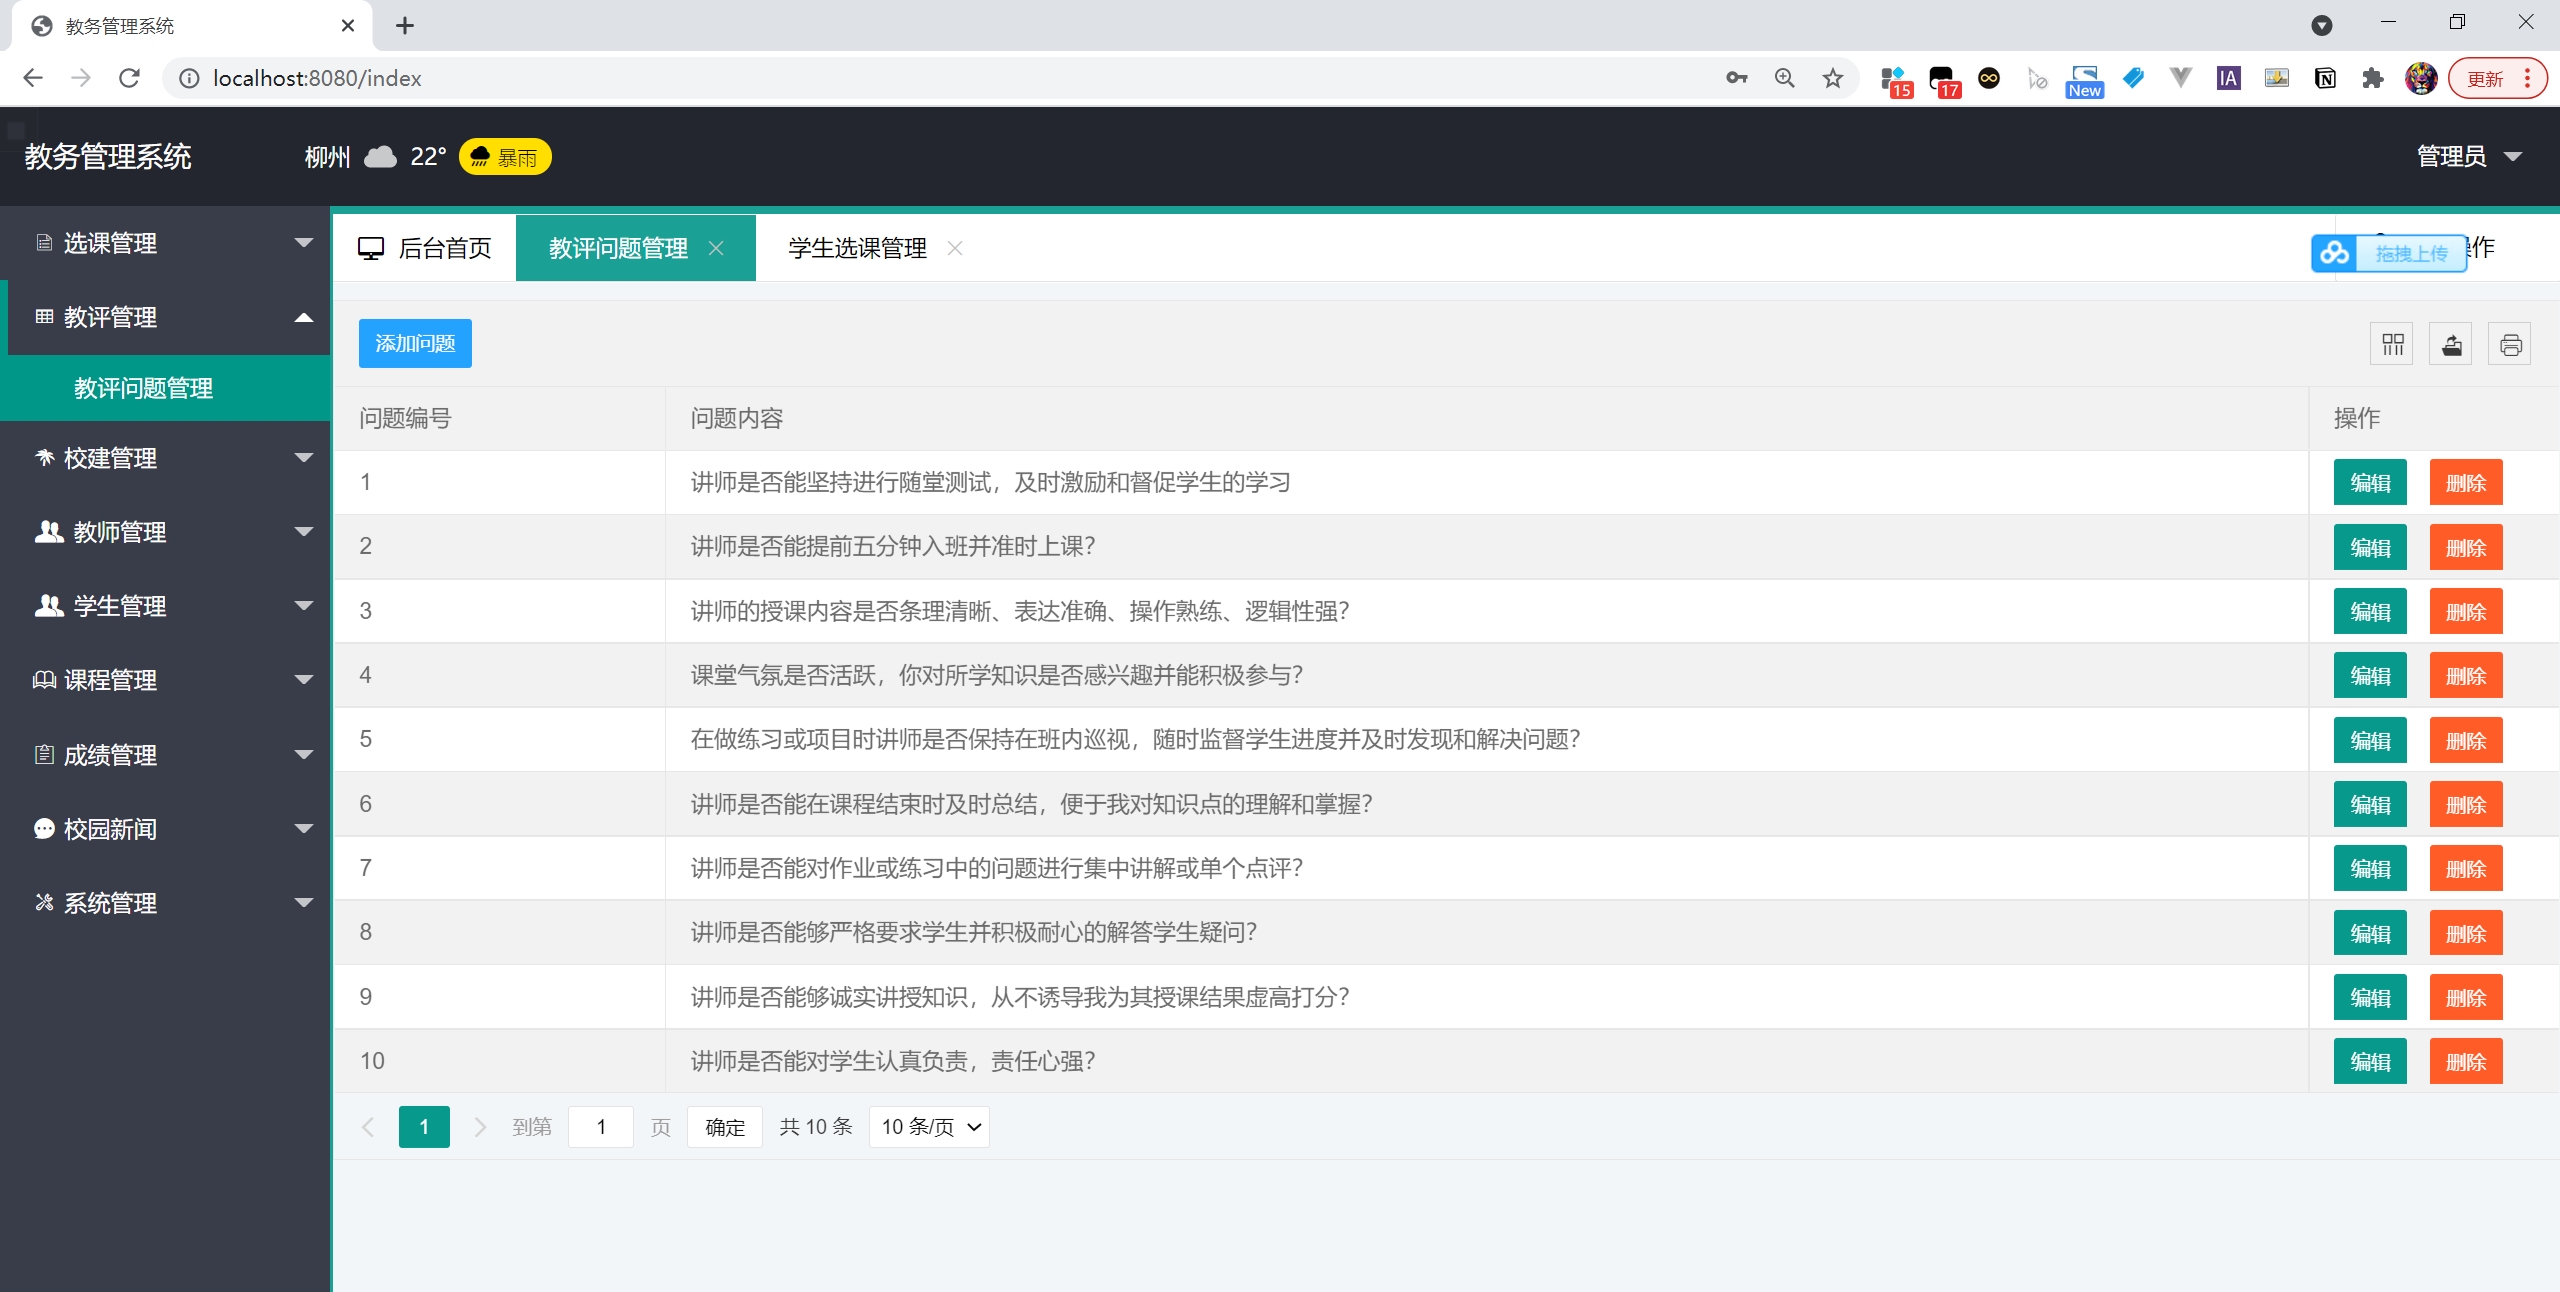 教务管理系统
localhost:8080/index
15
17
New
IA
更新
教务管理系统
柳州 22° 暴雨
管理员
选课管理
教评管理
教评问题管理
校建管理
教师管理
学生管理
课程管理
成绩管理
校园新闻
系统管理
后台首页 教评问题管理 学生选课管理
拖拽上传 作
添加问题
问题编号 问题内容 操作
1 讲师是否能坚持进行随堂测试，及时激励和督促学生的学习 编辑 删除
2 讲师是否能提前五分钟入班并准时上课？ 编辑 删除
3 讲师的授课内容是否条理清晰、表达准确、操作熟练、逻辑性强？ 编辑 删除
4 课堂气氛是否活跃，你对所学知识是否感兴趣并能积极参与？ 编辑 删除
5 在做练习或项目时讲师是否保持在班内巡视，随时监督学生进度并及时发现和解决问题？ 编辑 删除
6 讲师是否能在课程结束时及时总结，便于我对知识点的理解和掌握？ 编辑 删除
7 讲师是否能对作业或练习中的问题进行集中讲解或单个点评？ 编辑 删除
8 讲师是否能够严格要求学生并积极耐心的解答学生疑问？ 编辑 删除
9 讲师是否能够诚实讲授知识，从不诱导我为其授课结果虚高打分？ 编辑 删除
10 讲师是否能对学生认真负责，责任心强？ 编辑 删除
1 到第 1 页 确定 共 10 条 10 条/页